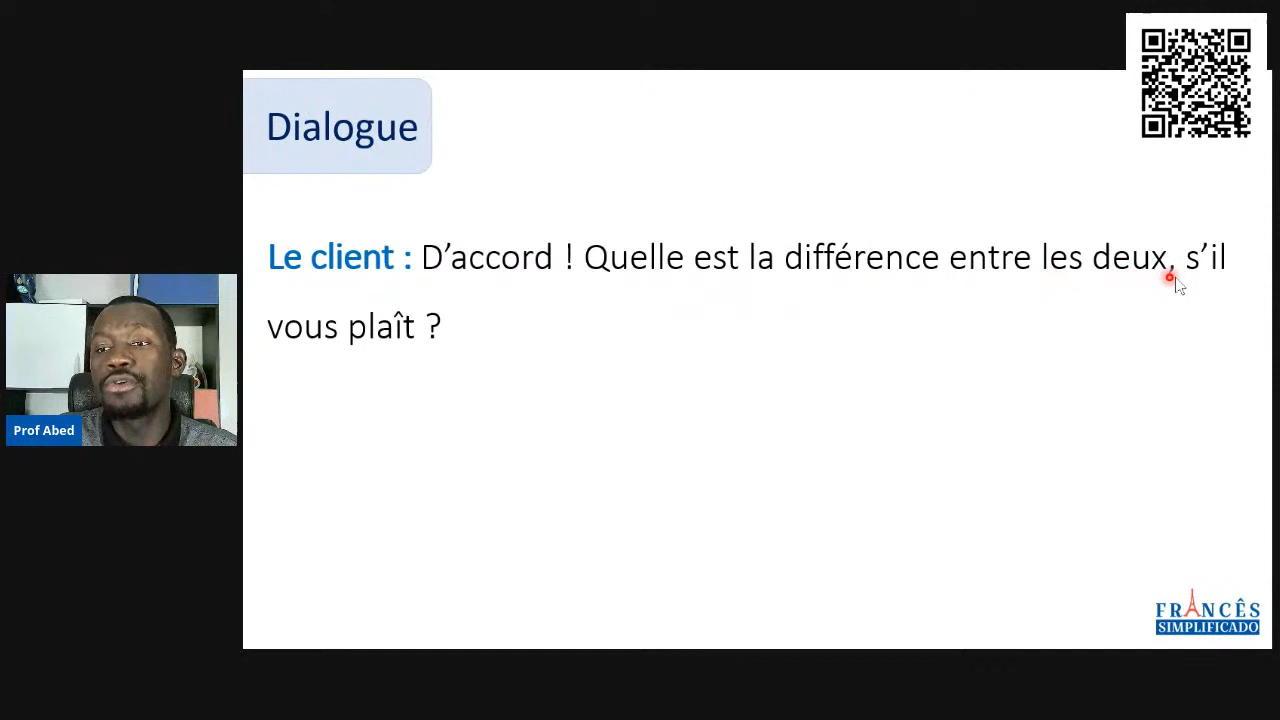 Dialogue
Le client : D’accord ! Quelle est la différence entre les deux, s’il
vous plaît ?
Prof Abed
FRANCÊS
SIMPLIFICADO